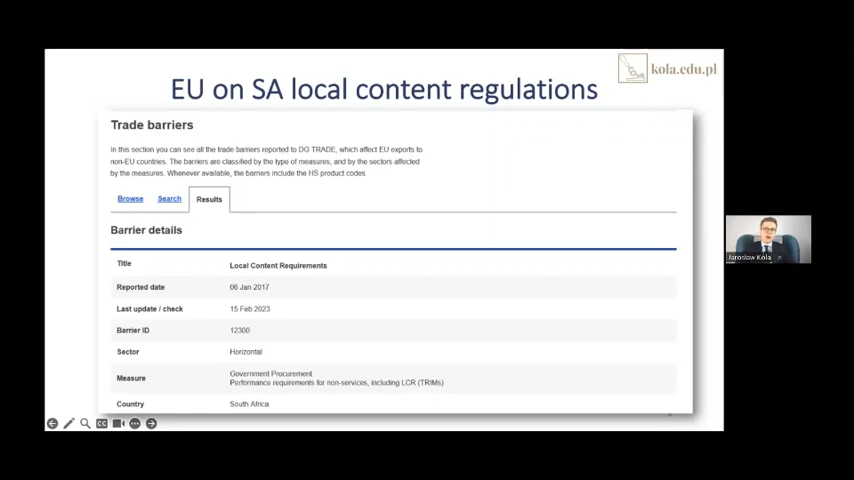 kola.edu.pl
EU on SA local content regulations
Trade barriers
In this section you can see all the trade barriers reported to DG TRADE, which affect EU exports to
non-EU countries. The barriers are classified by the type of measures, and by the sectors affected
by the measures. Whenever available, the barriers include the HS product codes.
Browse Search Results
Barrier details
Title Local Content Requirements
Reported date 06 Jan 2017
Last update / check 15 Feb 2023
Barrier ID 12300
Sector Horizontal
Measure Government Procurement
Performance requirements for non-services, including LCR (TRIMs)
Country South Africa
CC
Jaroslaw Kola